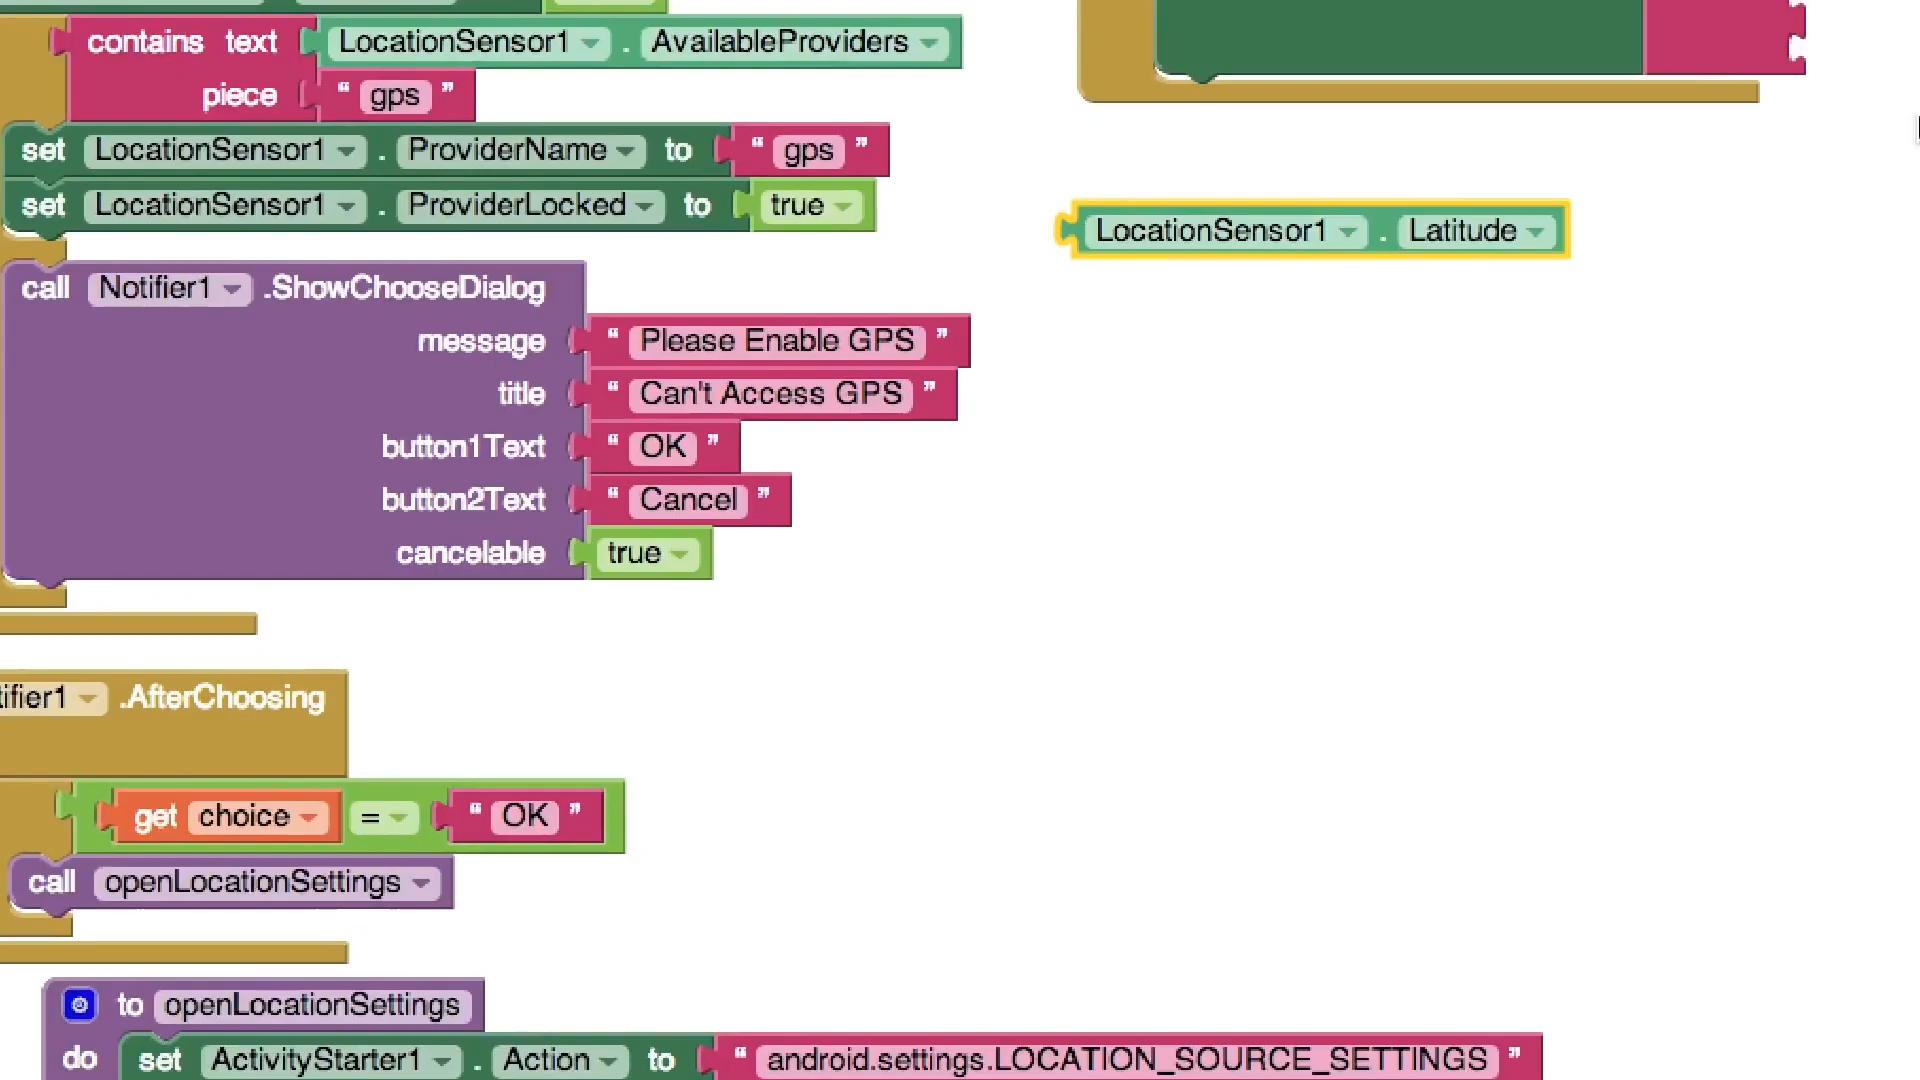 contains text LocationSensor1 . AvailableProviders
piece “ gps ”
set LocationSensor1 . ProviderName to “ gps ”
set LocationSensor1 . ProviderLocked to true
LocationSensor1 . Latitude
call Notifier1 .ShowChooseDialog
message “ Please Enable GPS ”
title “ Can't Access GPS ”
button1Text “ OK ”
button2Text “ Cancel ”
cancelable true
tifier1 .AfterChoosing
get choice = “ OK ”
call openLocationSettings
to openLocationSettings
do set ActivityStarter1 . Action to “ android.settings.LOCATION_SOURCE_SETTINGS ”